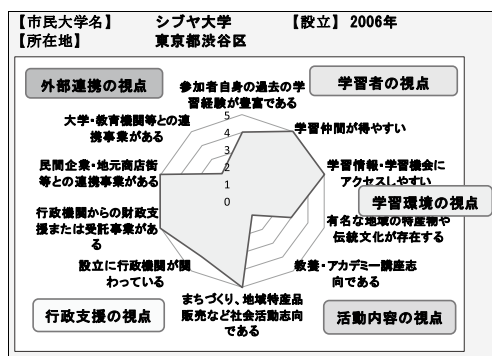 【市民大学名】 シブヤ大学 【設立】 2006年
【所在地】 東京都渋谷区
外部連携の視点
学習者の視点
参加者自身の過去の学
習経験が豊富である
大学・教育機関等との連
携事業がある
学習仲間が得やすい
民間企業・地元商店街
等との連携事業がある
学習情報・学習機会に
アクセスしやすい
学習環境の視点
行政機関からの財政支
援または受託事業があ
る
有名な地域の特産物や
伝統文化が存在する
設立に行政機関が関
わっている
教養・アカデミー講座志
向である
まちづくり、地域特産品
販売など社会活動志向
である
行政支援の視点
活動内容の視点
5
4
3
2
1
0